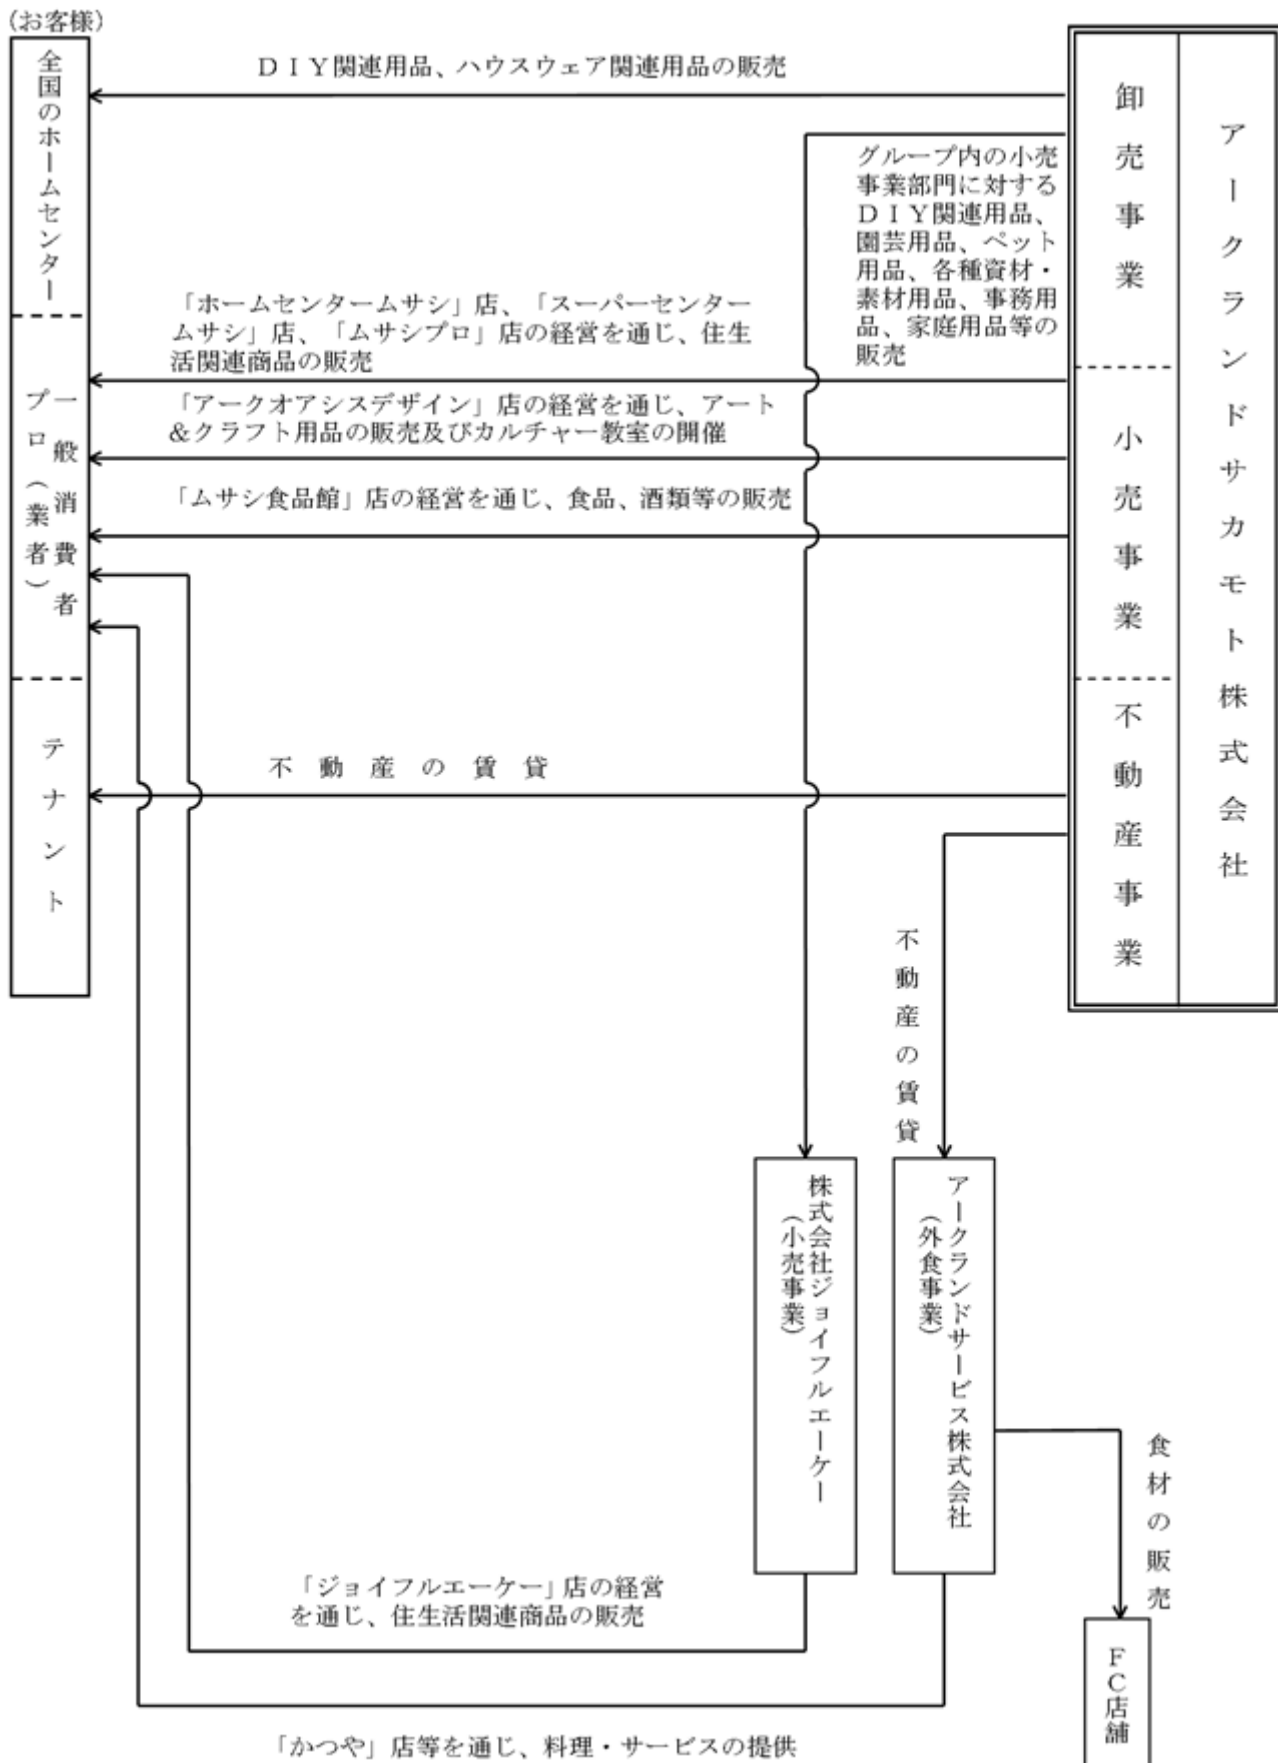 (お客様)
全国のホームセンター
一般消費者
プロ(業者)
テナント
ＤＩＹ関連用品、ハウスウェア関連用品の販売
グループ内の小売
事業部門に対する
ＤＩＹ関連用品、
園芸用品、ペット
用品、各種資材・
素材用品、事務用
品、家庭用品等の
販売
「ホームセンタームサシ」店、「スーパーセンター
ムサシ」店、「ムサシプロ」店の経営を通じ、住生
活関連商品の販売
「アークオアシスデザイン」店の経営を通じ、アート
&クラフト用品の販売及びカルチャー教室の開催
「ムサシ食品館」店の経営を通じ、食品、酒類等の販売
不動産の賃貸
アークランドサカモト株式会社
卸売事業
小売事業
不動産事業
不動産の賃貸
株式会社ジョイフルエーケー
(小売事業)
アークランドサービス株式会社
(外食事業)
食材の販売
ＦＣ店舗
「ジョイフルエーケー」店の経営
を通じ、住生活関連商品の販売
「かつや」店等を通じ、料理・サービスの提供